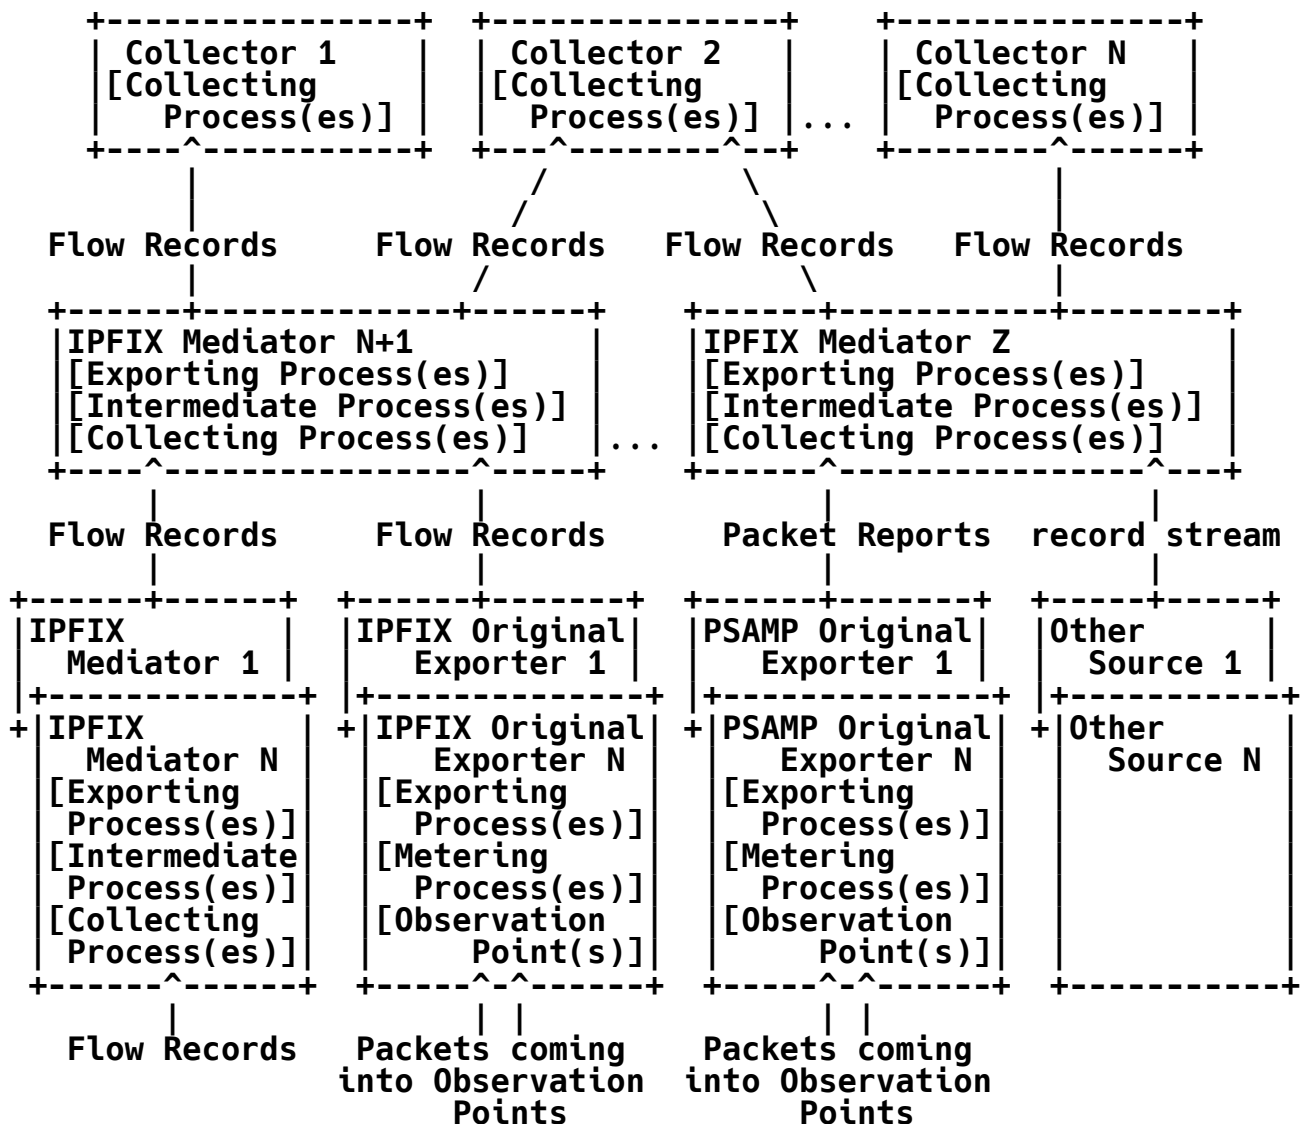 +---------------+  +---------------+    +---------------+
| Collector 1    |  | Collector 2   |    | Collector N   |
|[Collecting     |  |[Collecting    |    |[Collecting    |
|   Process(es)] |  |  Process(es)] |... |  Process(es)] |
+----^-----------+  +---^--------^--+    +--------^------+
|                 /          \               |
|                /            \              |
Flow Records     Flow Records   Flow Records   Flow Records
|              /                \            |
+------+-------------+------+    +------+-----------+--------+
|IPFIX Mediator N+1         |    |IPFIX Mediator Z           |
|[Exporting Process(es)]    |    |[Exporting Process(es)]    |
|[Intermediate Process(es)] |    |[Intermediate Process(es)] |
|[Collecting Process(es)]   |... |[Collecting Process(es)]   |
+----^----------------^-----+    +------^----------------^---+
|                |                 |                |
Flow Records     Flow Records      Packet Reports  record stream
|                |                 |                |
+------+------+  +------+-------+  +------+-------+  +-----+-----+
|IPFIX        |  |IPFIX Original|  |PSAMP Original|  |Other      |
|  Mediator 1 |  |   Exporter 1 |  |   Exporter 1 |  |  Source 1 |
|+-------------+ |+--------------+ |+--------------+ |+-----------+
+|IPFIX        | +|IPFIX Original| +|PSAMP Original| +|Other      |
|  Mediator N |  |   Exporter N |  |   Exporter N |  |  Source N |
|[Exporting   |  |[Exporting    |  |[Exporting    |  |           |
| Process(es)]|  |  Process(es)]|  |  Process(es)]|  |           |
|[Intermediate|  |[Metering     |  |[Metering     |  |           |
| Process(es)]|  |  Process(es)]|  |  Process(es)]|  |           |
|[Collecting  |  |[Observation  |  |[Observation  |  |           |
| Process(es)]|  |     Point(s)]|  |     Point(s)]|  |           |
+------^------+  +-----^-^------+  +-----^-^------+  +-----------+
|                | |               | |
Flow Records   Packets coming    Packets coming
into Observation  into Observation
Points            Points